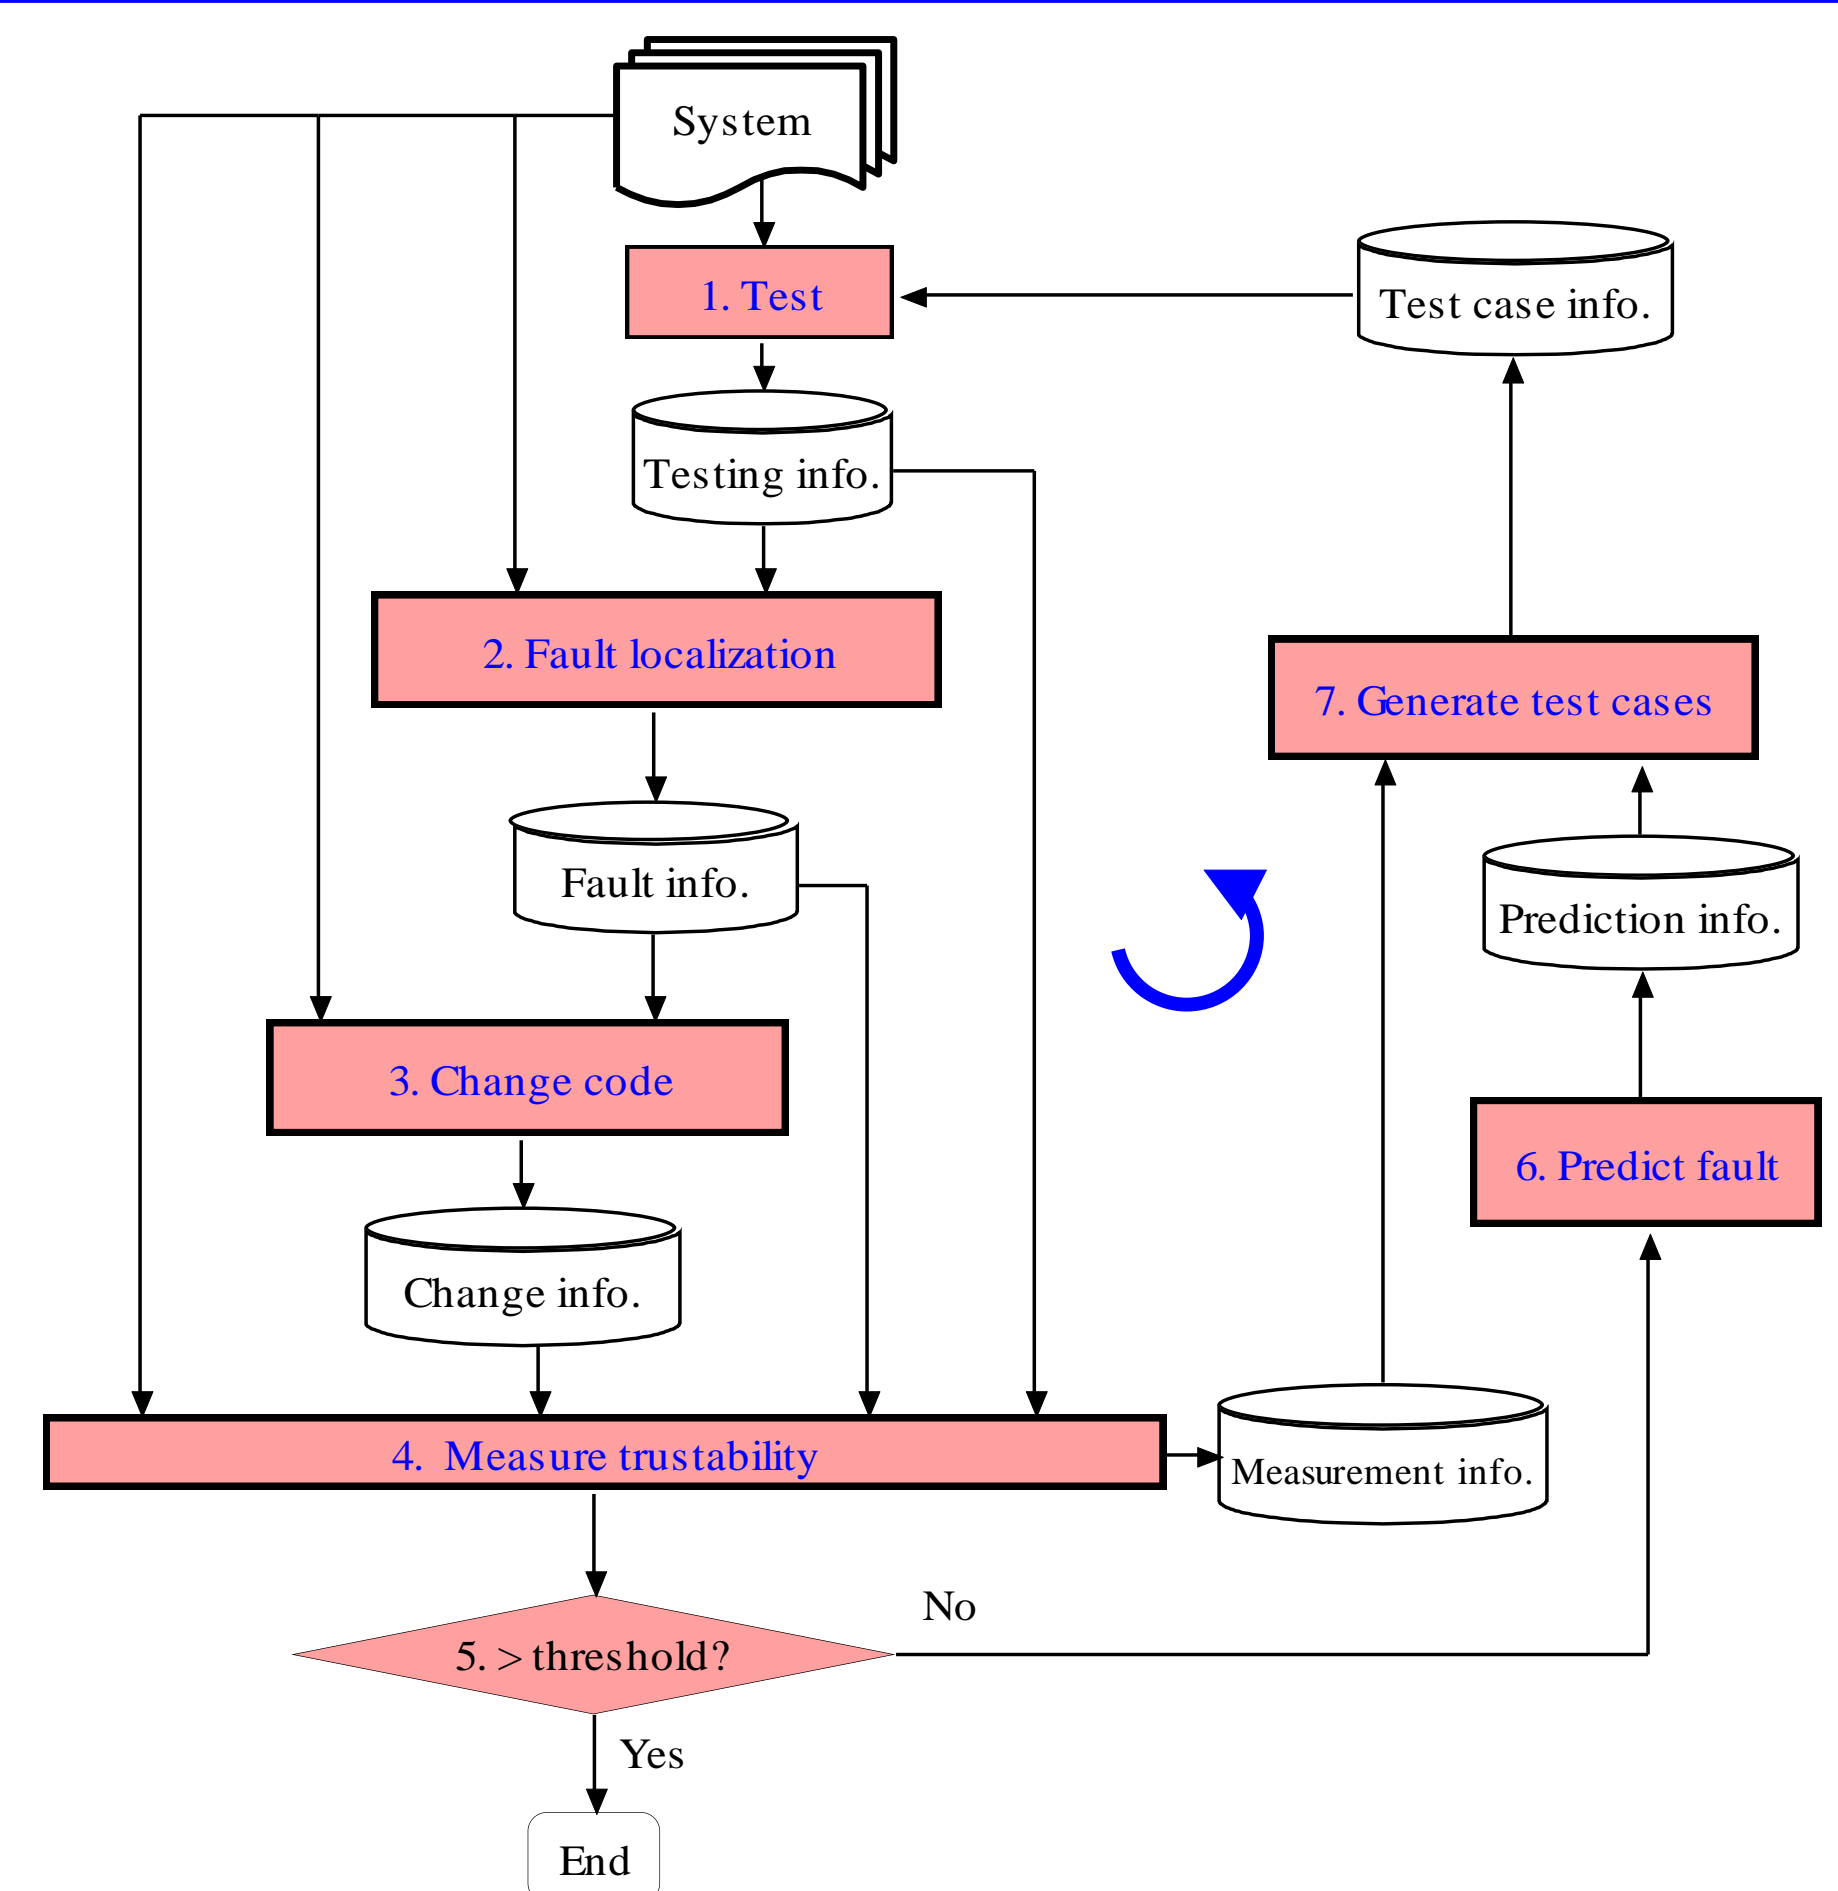 System
1. Test
Test case info.
Testing info.
2. Fault localization
7. Generate test cases
Fault info.
Prediction info.
3. Change code
6. Predict fault
Change info.
4. Measure trustability
Measurement info.
No
5. > threshold?
Yes
End